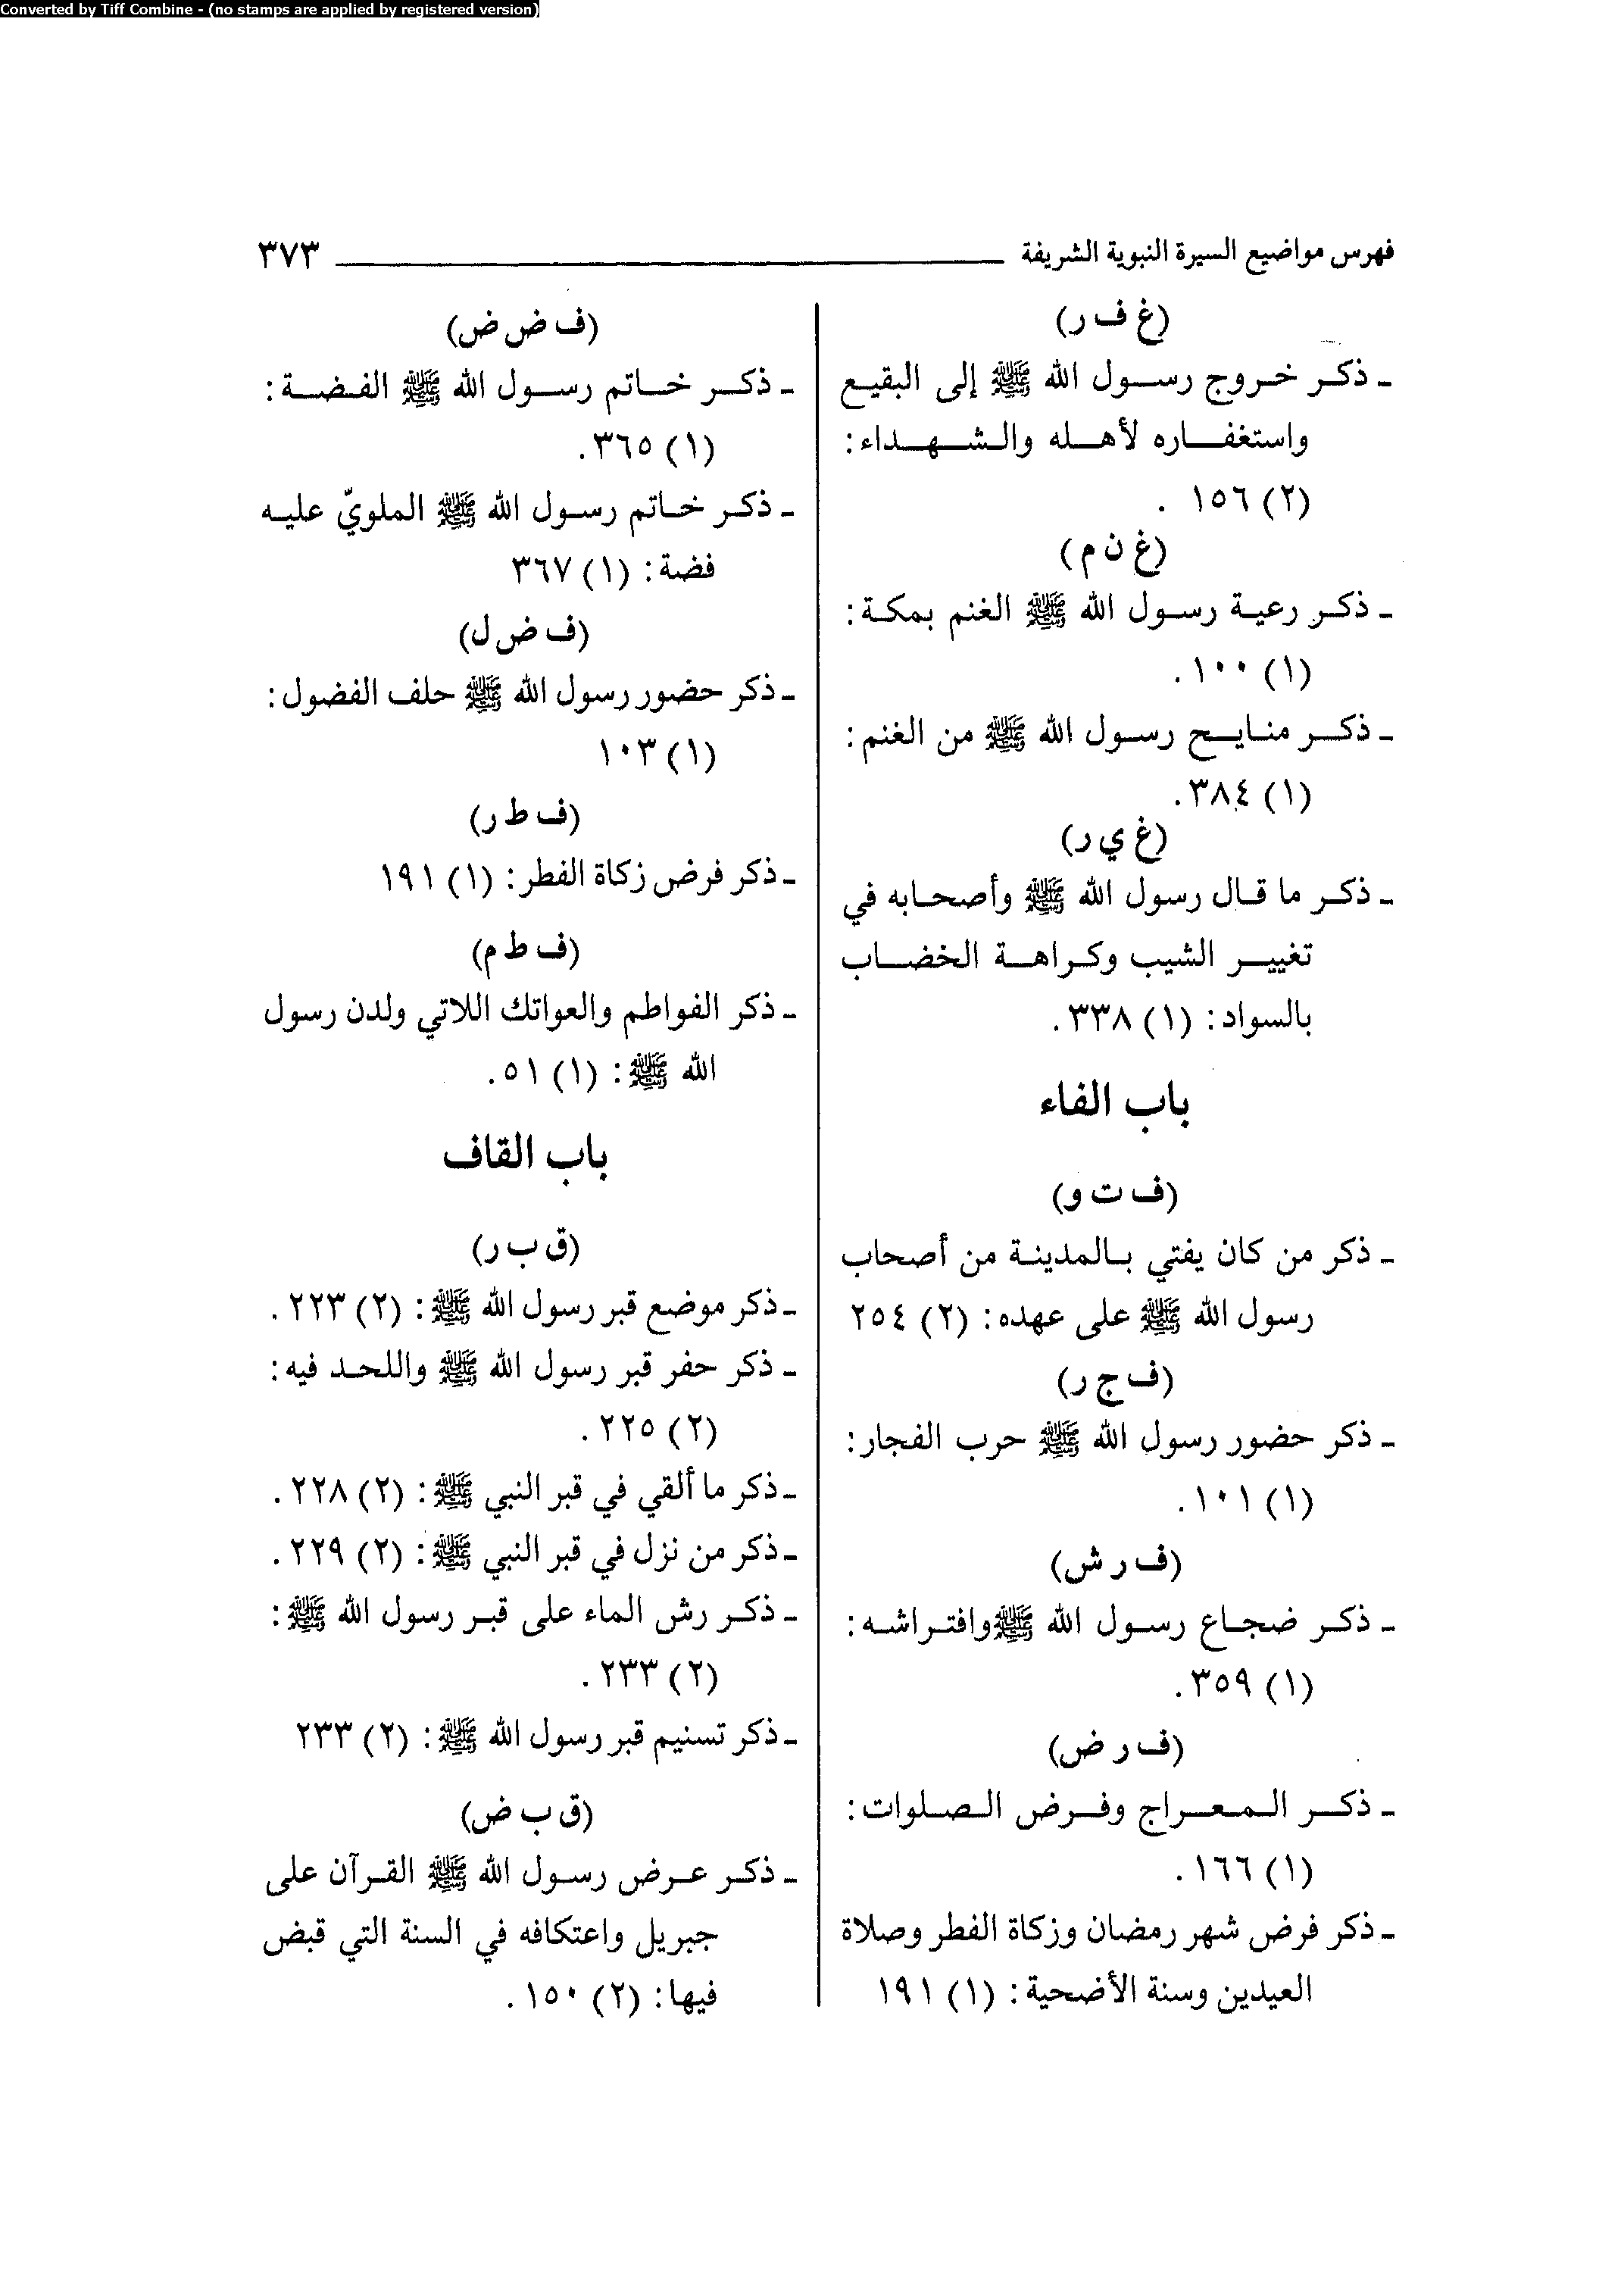 Converted by Tiff Combine - (no stamps are applied by registered version)
فهرس مواضيع السيرة النبوية الشريفة ٣٧٣
(غ ف ر)
ـ ذكر خروج رسول الله ﷺ إلى البقيع
واستغفاره لأهله والشهداء:
(٢) ١٥٦ .
(غ ن م)
ـ ذكر رعية رسول الله ﷺ الغنم بمكة:
(١) ١٠٠.
ـ ذكر منايح رسول الله ﷺ من الغنم:
(١) ٣٨٤.
(غ ي ر)
ـ ذكر ما قال رسول الله ﷺ وأصحابه في
تغيير الشيب وكراهة الخضاب
بالسواد: (١) ٣٣٨.
باب الفاء
(ف ت و)
ـ ذكر من كان يفتي بالمدينة من أصحاب
رسول الله ﷺ على عهده: (٢) ٢٥٤
(ف ج ر)
ـ ذكر حضور رسول الله ﷺ حرب الفجار:
(١) ١٠١.
(ف ر ش)
ـ ذكر ضجاع رسول الله ﷺ وافتراشه:
(١) ٣٥٩.
(ف ر ض)
ـ ذكر المعراج وفرض الصلوات:
(١) ١٦٦.
ـ ذكر فرض شهر رمضان وزكاة الفطر وصلاة
العيدين وسنة الأضحية: (١) ١٩١
(ف ض ض)
ـ ذكر خاتم رسول الله ﷺ الفضة:
(١) ٣٦٥.
ـ ذكر خاتم رسول الله ﷺ الملويّ عليه
فضة: (١) ٣٦٧
(ف ض ل)
ـ ذكر حضور رسول الله ﷺ حلف الفضول:
(١) ١٠٣
(ف ط ر)
ـ ذكر فرض زكاة الفطر: (١) ١٩١
(ف ط م)
ـ ذكر الفواطم والعواتك اللاتي ولدن رسول
الله ﷺ: (١) ٥١.
باب القاف
(ق ب ر)
ـ ذكر موضع قبر رسول الله ﷺ: (٢) ٢٢٣.
ـ ذكر حفر قبر رسول الله ﷺ واللحد فيه:
(٢) ٢٢٥.
ـ ذكر ما ألقي في قبر النبي ﷺ: (٢) ٢٢٨.
ـ ذكر من نزل في قبر النبي ﷺ: (٢) ٢٢٩.
ـ ذكر رش الماء على قبر رسول الله ﷺ:
(٢) ٢٣٣.
ـ ذكر تسنيم قبر رسول الله ﷺ: (٢) ٢٣٣
(ق ب ض)
ـ ذكر عرض رسول الله ﷺ القرآن على
جبريل واعتكافه في السنة التي قبض
فيها: (٢) ١٥٠.